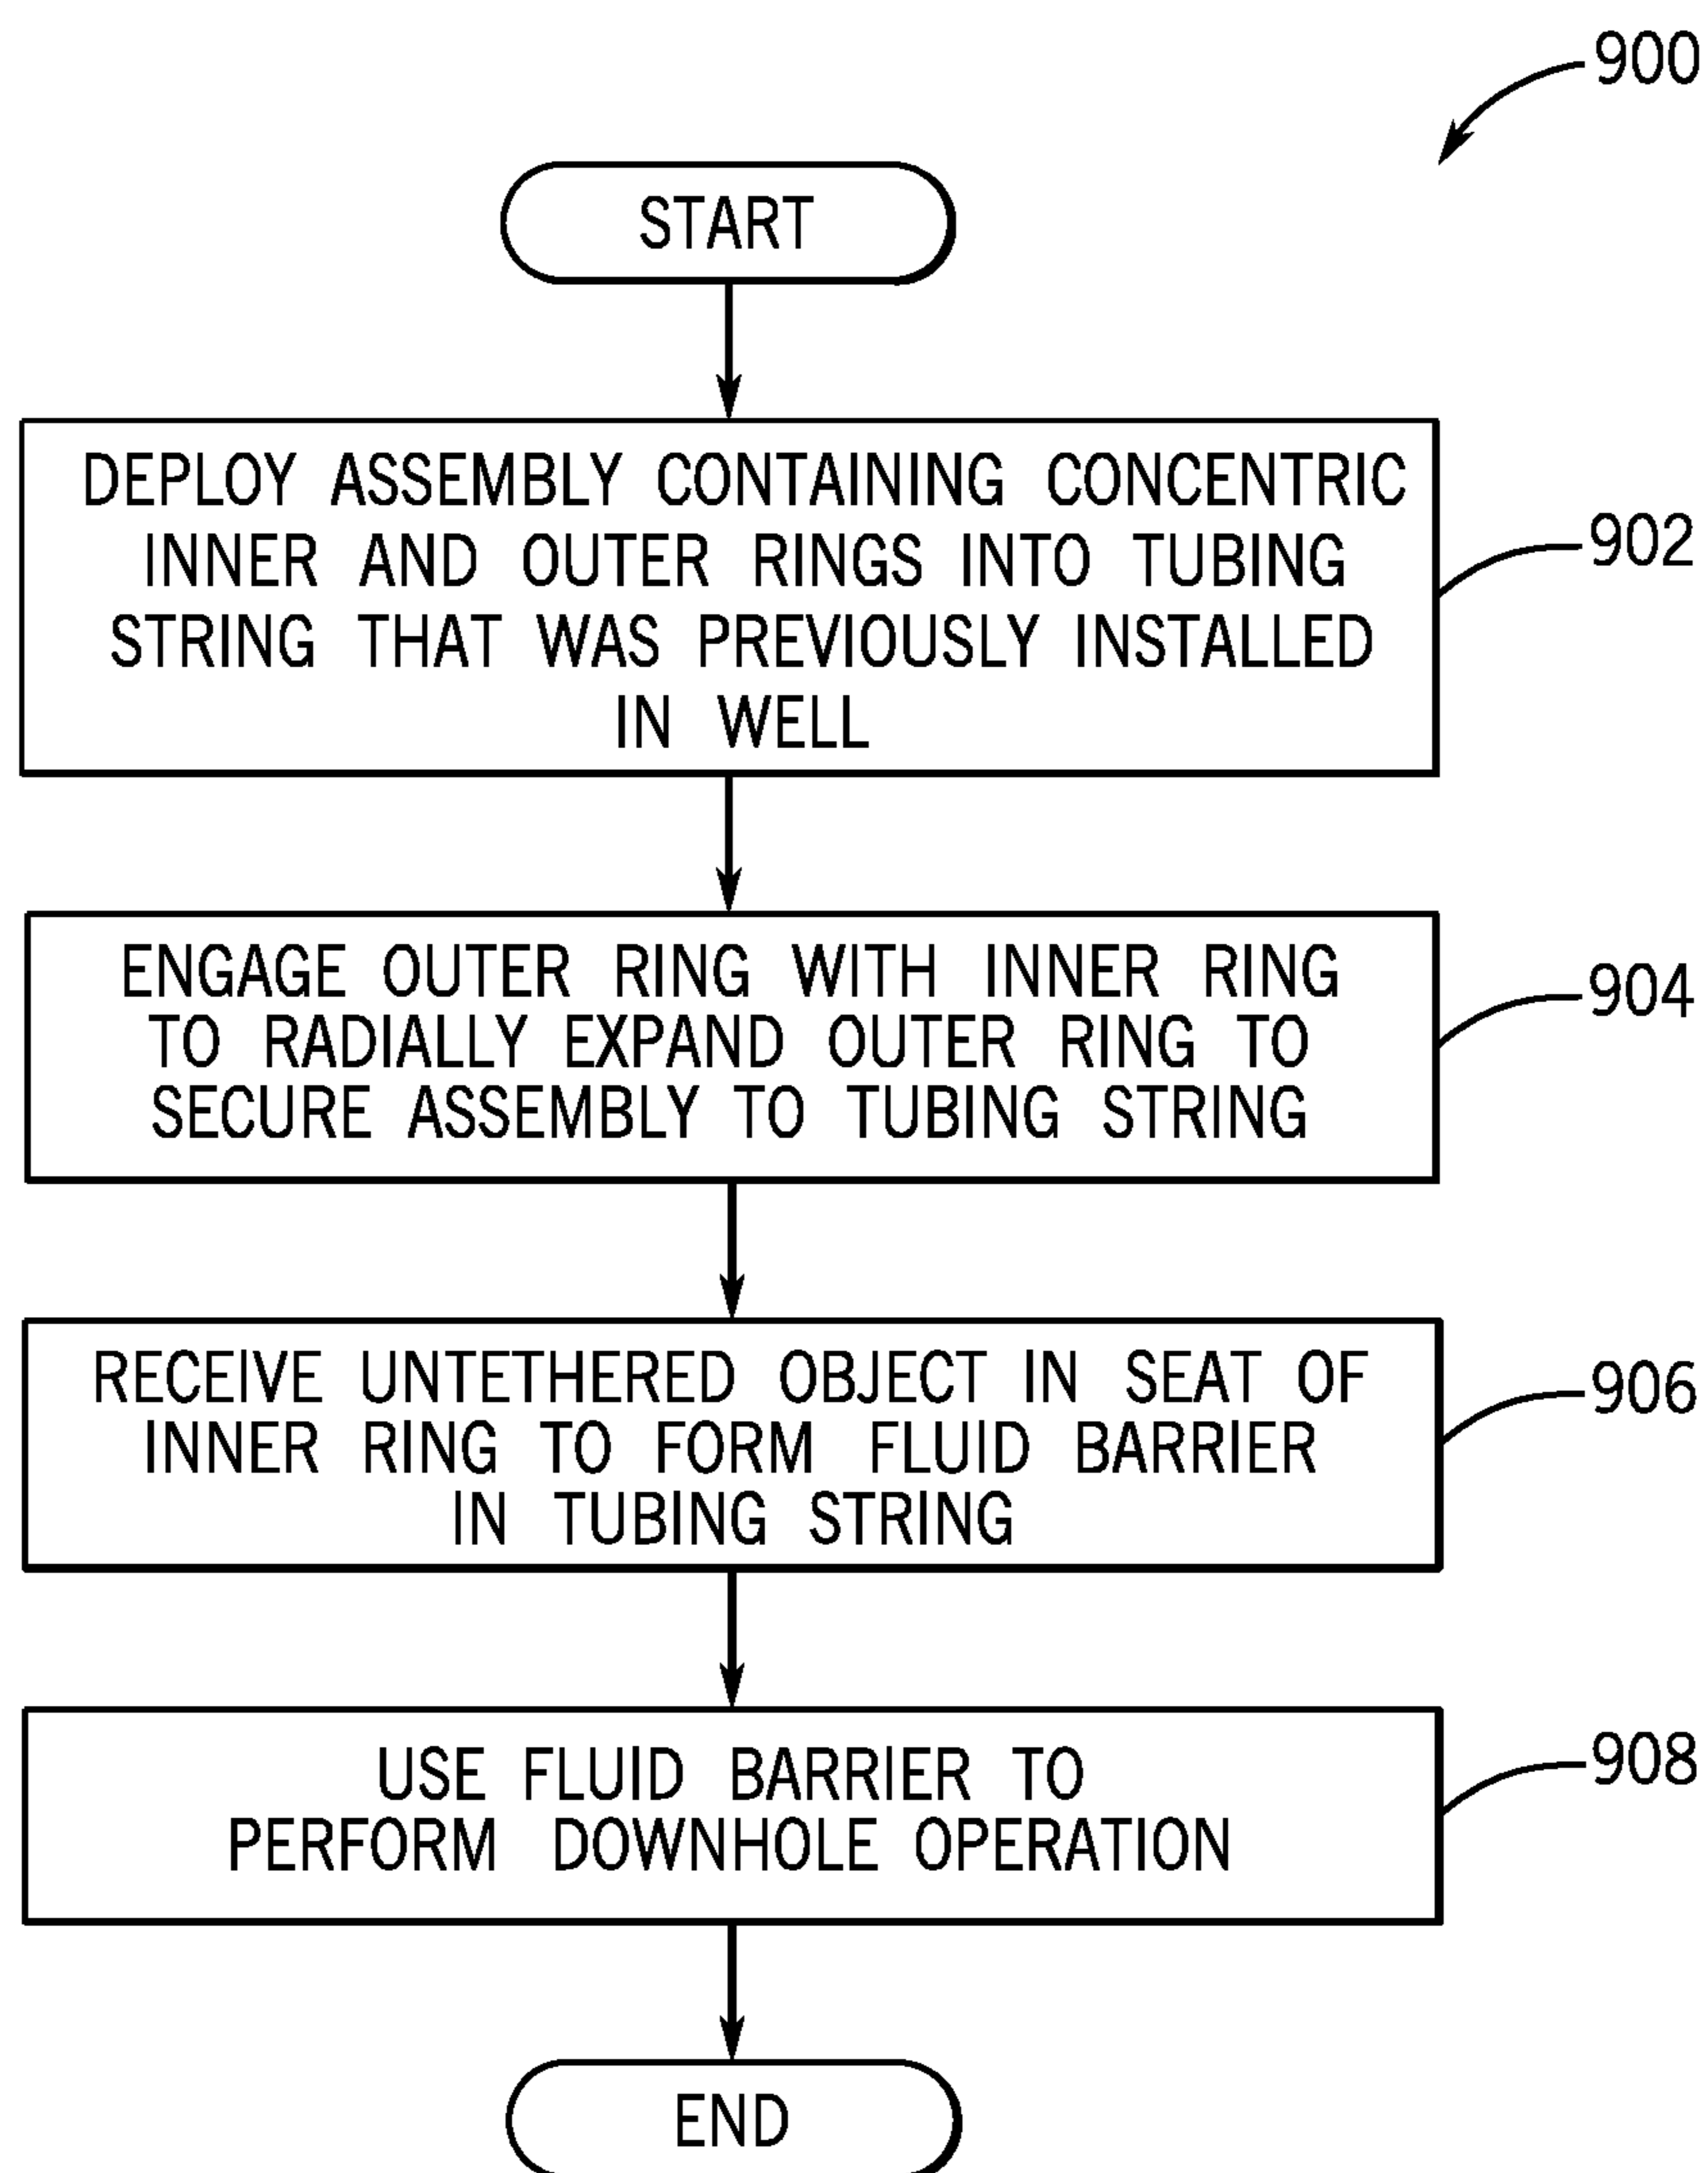 900
START
DEPLOY ASSEMBLY CONTAINING CONCENTRIC
INNER AND OUTER RINGS INTO TUBING
STRING THAT WAS PREVIOUSLY INSTALLED
IN WELL
902
ENGAGE OUTER RING WITH INNER RING
TO RADIALLY EXPAND OUTER RING TO
SECURE ASSEMBLY TO TUBING STRING
904
RECEIVE UNTETHERED OBJECT IN SEAT OF
INNER RING TO FORM FLUID BARRIER
IN TUBING STRING
906
USE FLUID BARRIER TO
PERFORM DOWNHOLE OPERATION
908
END